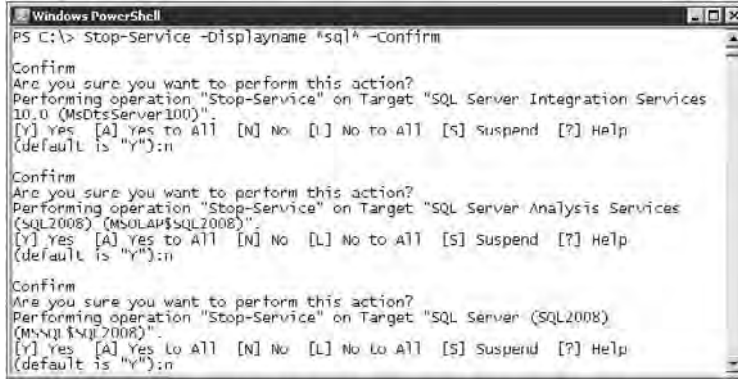 Windows PowerShell
PS C:\> Stop-Service -Displayname *sql* -Confirm
Confirm
Are you sure you want to perform this action?
Performing operation "Stop-Service" on Target "SQL Server Integration Services
10.0 (MsDtsServer100)".
[Y] Yes [A] Yes to All [N] No [L] No to All [S] Suspend [?] Help
(default is "Y"):n
Confirm
Are you sure you want to perform this action?
Performing operation "Stop-Service" on Target "SQL Server Analysis Services
(SQL2008) (MSOLAP$SQL2008)".
[Y] Yes [A] Yes to All [N] No [L] No to All [S] Suspend [?] Help
(default is "Y"):n
Confirm
Are you sure you want to perform this action?
Performing operation "Stop-Service" on Target "SQL Server (SQL2008)
(MSSQL$SQL2008)".
[Y] Yes [A] Yes to All [N] No [L] No to All [S] Suspend [?] Help
(default is "Y"):n